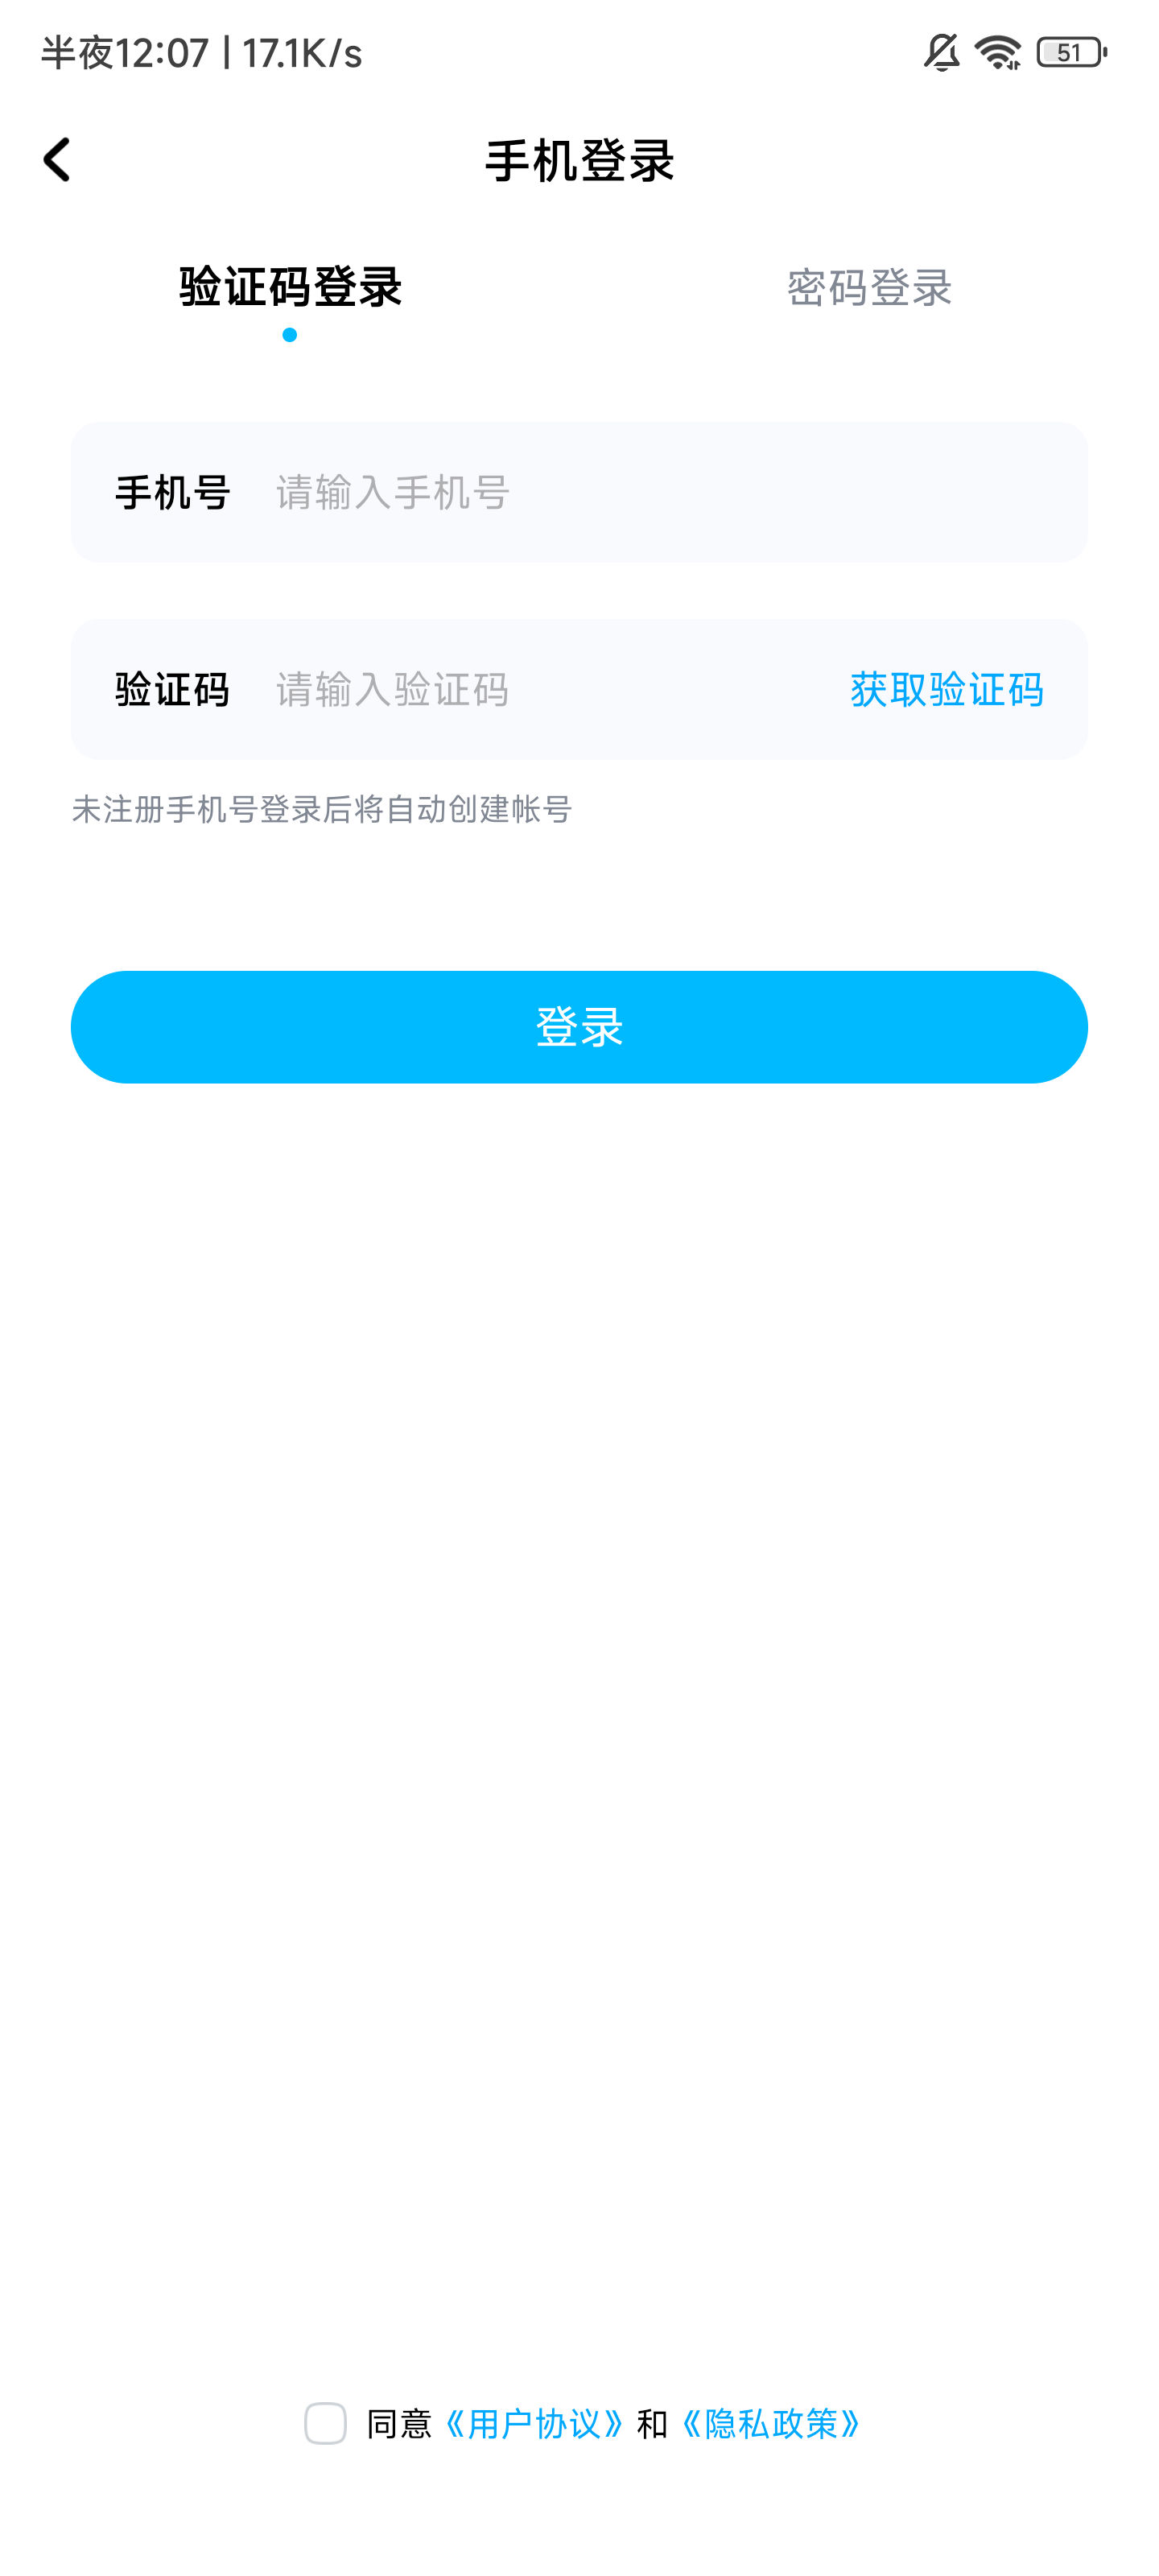 半夜12:07 | 17.1K/s
51
手机登录
验证码登录
密码登录
手机号 请输入手机号
验证码 请输入验证码 获取验证码
未注册手机号登录后将自动创建帐号
登录
同意《用户协议》和《隐私政策》